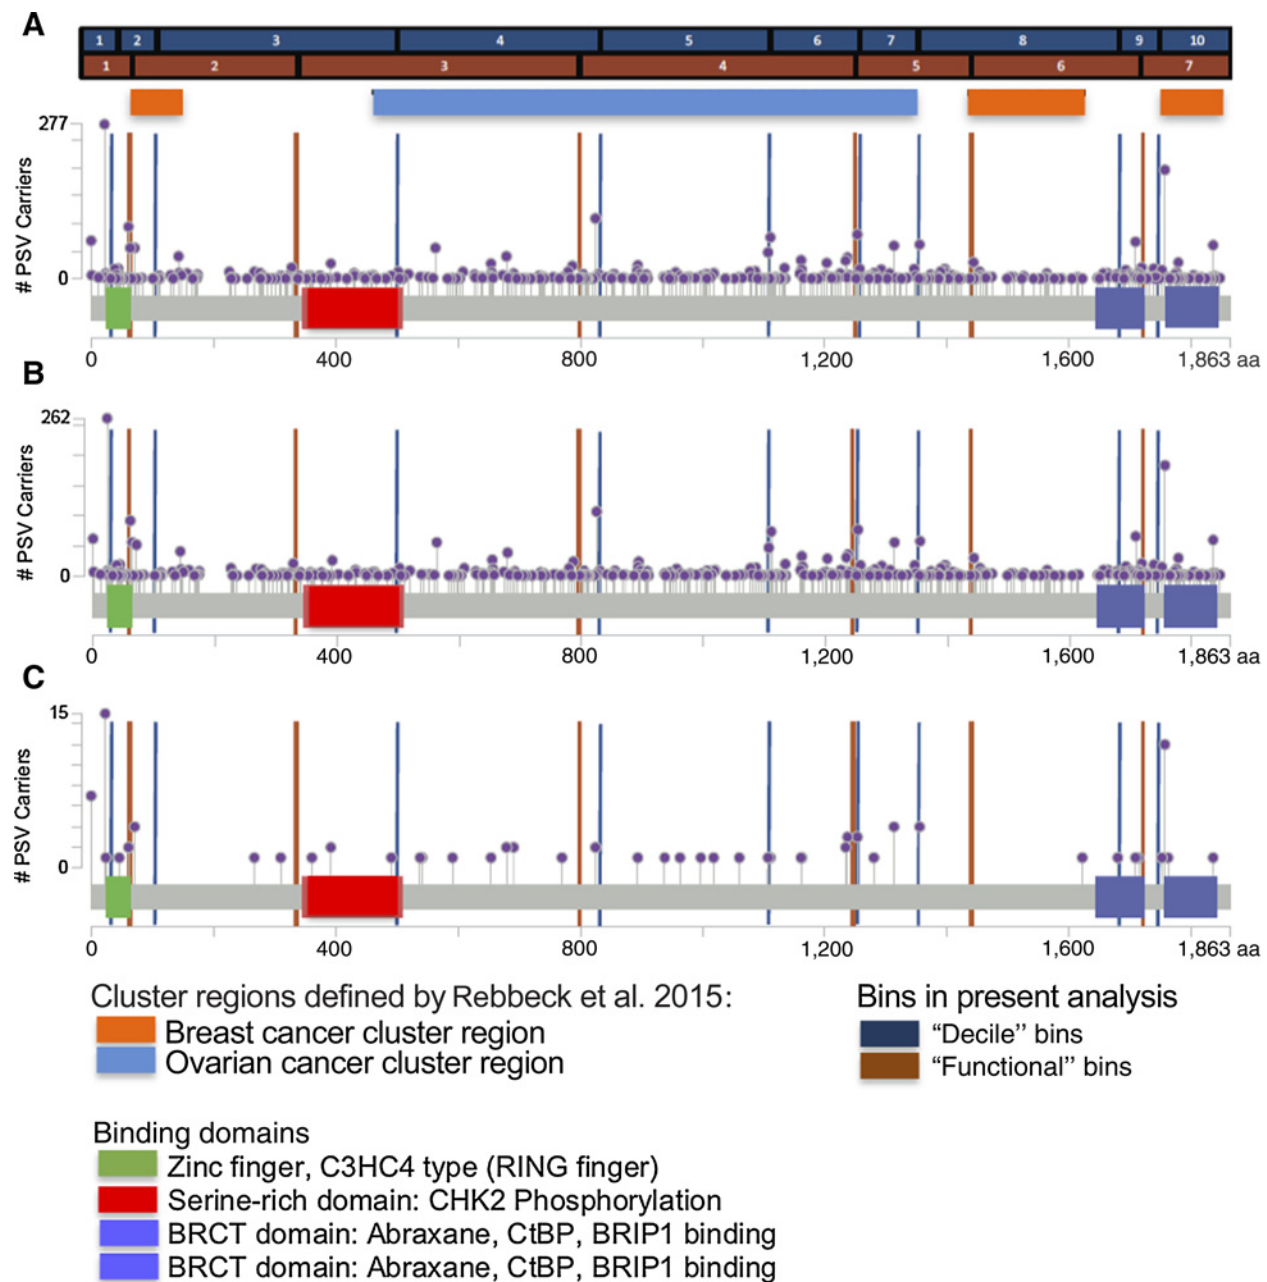 A
1 2 3 4 5 6 7 8 9 10
1 2 3 4 5 6 7
277
# PSV Carriers
0
0 400 800 1,200 1,600 1,863 aa
B
262
# PSV Carriers
0
0 400 800 1,200 1,600 1,863 aa
C
15
# PSV Carriers
0
0 400 800 1,200 1,600 1,863 aa
Cluster regions defined by Rebbeck et al. 2015:
Breast cancer cluster region
Ovarian cancer cluster region
Bins in present analysis
“Decile” bins
“Functional” bins
Binding domains
Zinc finger, C3HC4 type (RING finger)
Serine-rich domain: CHK2 Phosphorylation
BRCT domain: Abraxane, CtBP, BRIP1 binding
BRCT domain: Abraxane, CtBP, BRIP1 binding